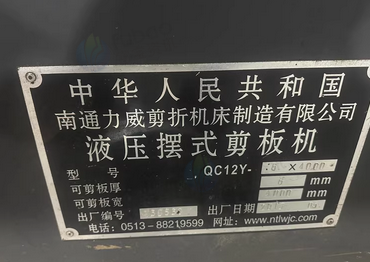 中华人民共和国
南通力威剪折机床制造有限公司
液压摆式剪板机
型号 QC12Y- ×4000
可剪板厚 mm
可剪板宽 4000 mm
出厂编号 出厂日期
电话：0513-88219599 网址：www.ntlwjc.com